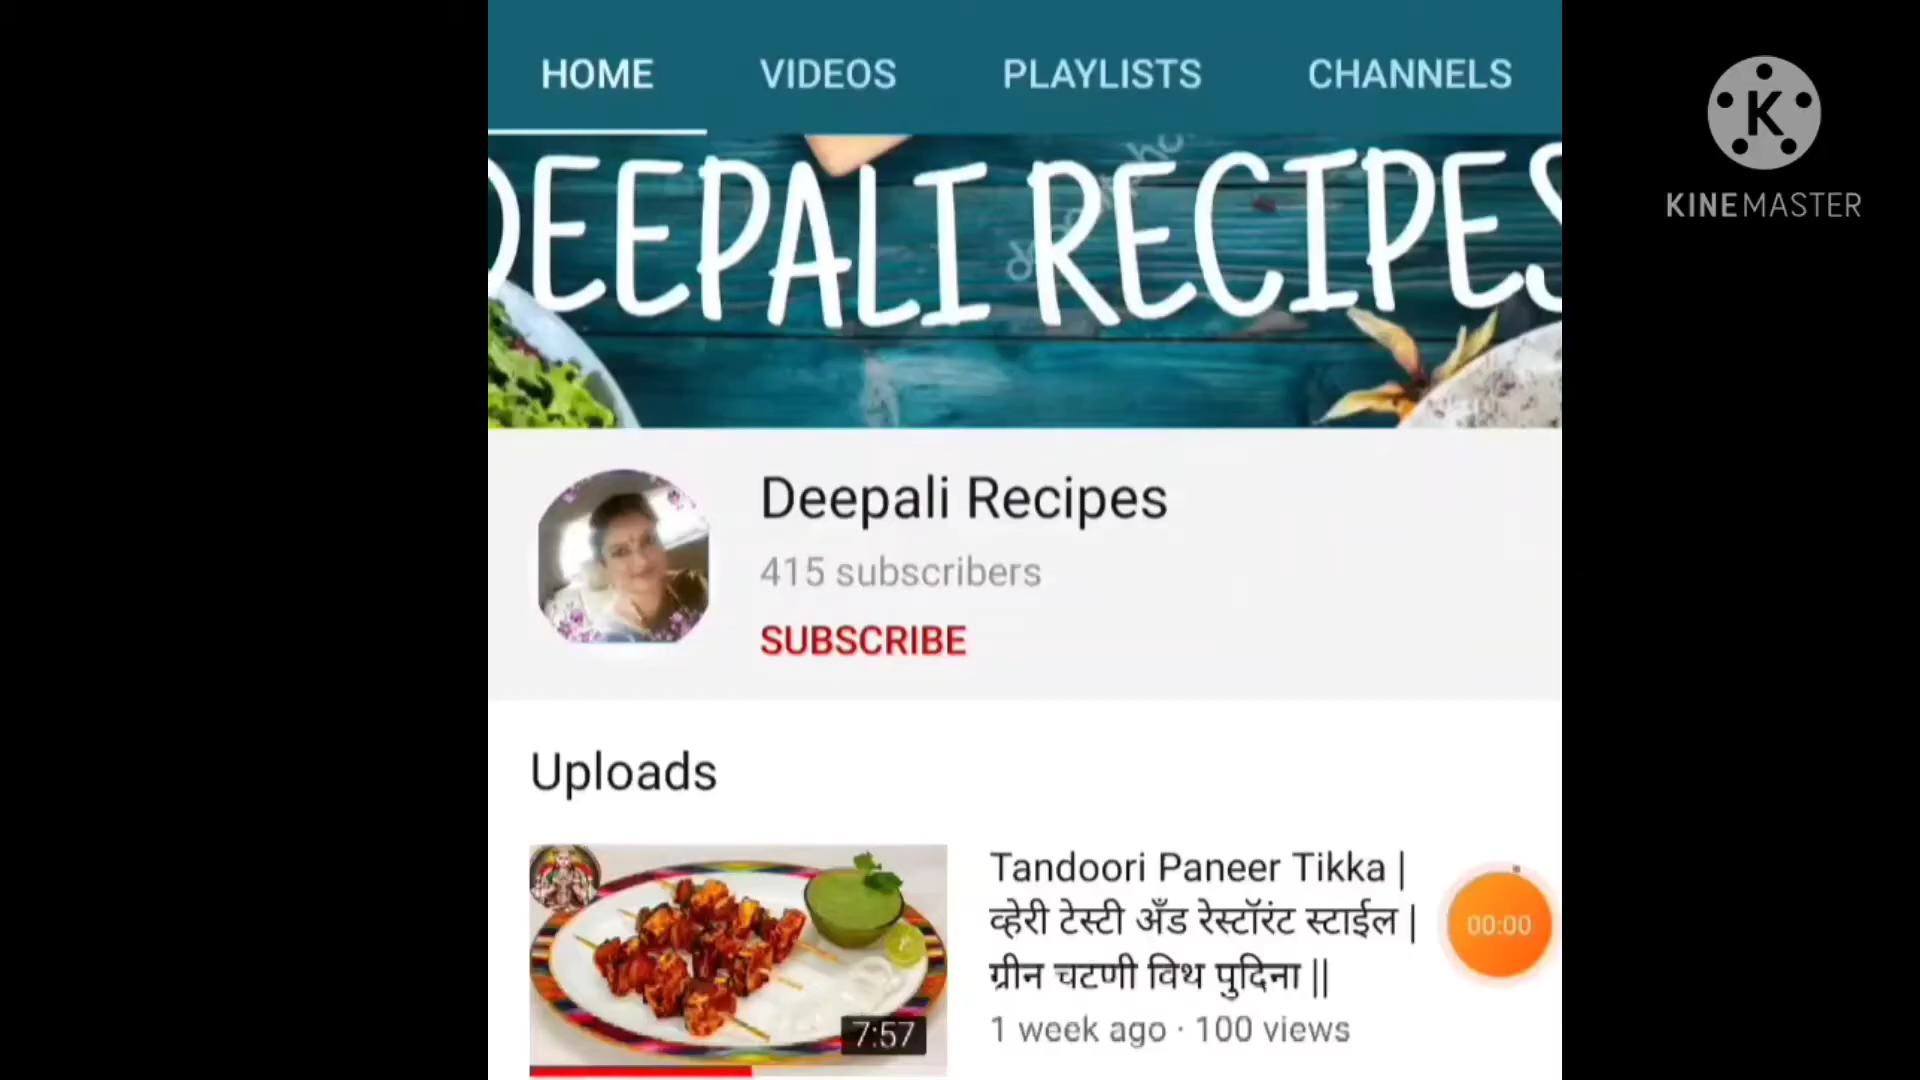 HOME VIDEOS PLAYLISTS CHANNELS
DEEPALI RECIPES
K
KINEMASTER
Deepali Recipes
415 subscribers
SUBSCRIBE
Uploads
Tandoori Paneer Tikka |
व्हेरी टेस्टी अँड रेस्टॉरंट स्टाईल |
ग्रीन चटणी विथ पुदिना ||
1 week ago · 100 views
7:57
00:00